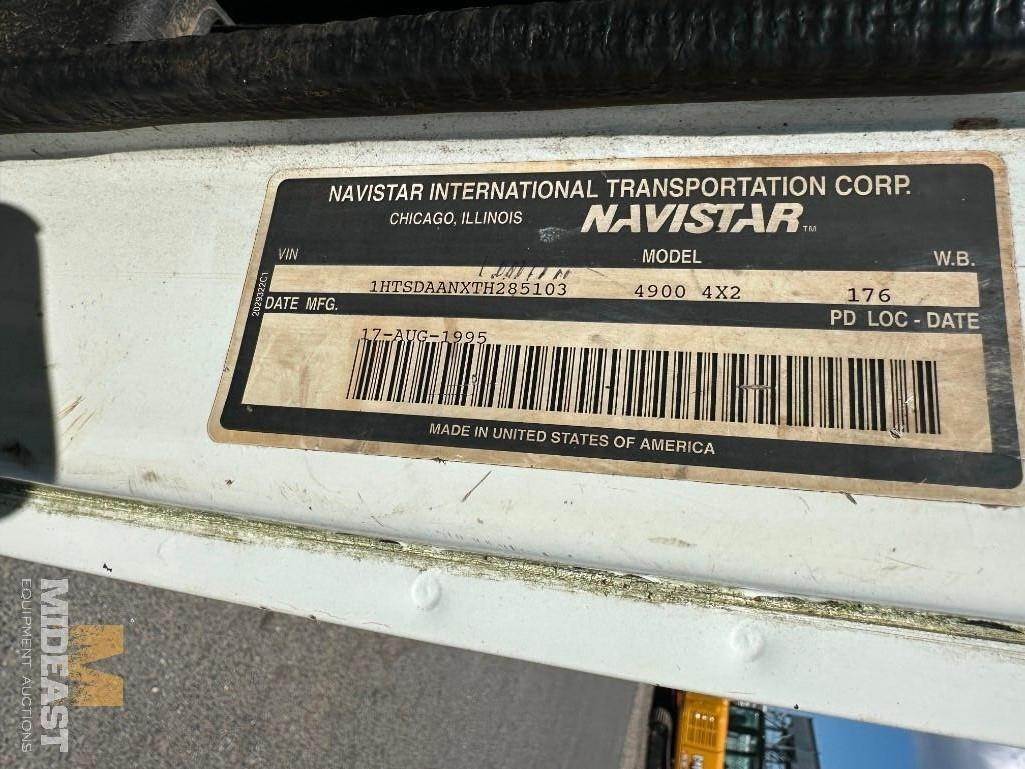 NAVISTAR INTERNATIONAL TRANSPORTATION CORP.
CHICAGO, ILLINOIS NAVISTAR TM
VIN MODEL W.B.
1HTSDAANXTH285103 4900 4X2 176
DATE MFG. PD LOC - DATE
17-AUG-1995
MADE IN UNITED STATES OF AMERICA
2029322C1
M
MIDEAST
EQUIPMENT AUCTIONS